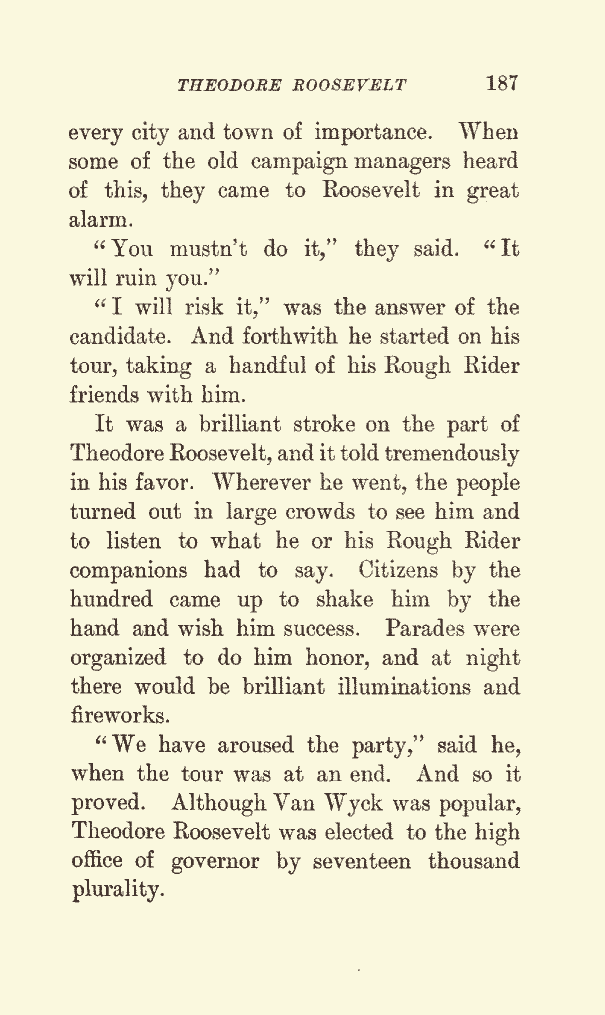 THEODORE ROOSEVELT 187
every city and town of importance. When
some of the old campaign managers heard
of this, they came to Roosevelt in great
alarm.
“You mustn’t do it,” they said. “It
will ruin you.”
“I will risk it,” was the answer of the
candidate. And forthwith he started on his
tour, taking a handful of his Rough Rider
friends with him.
It was a brilliant stroke on the part of
Theodore Roosevelt, and it told tremendously
in his favor. Wherever he went, the people
turned out in large crowds to see him and
to listen to what he or his Rough Rider
companions had to say. Citizens by the
hundred came up to shake him by the
hand and wish him success. Parades were
organized to do him honor, and at night
there would be brilliant illuminations and
fireworks.
“We have aroused the party,” said he,
when the tour was at an end. And so it
proved. Although Van Wyck was popular,
Theodore Roosevelt was elected to the high
office of governor by seventeen thousand
plurality.